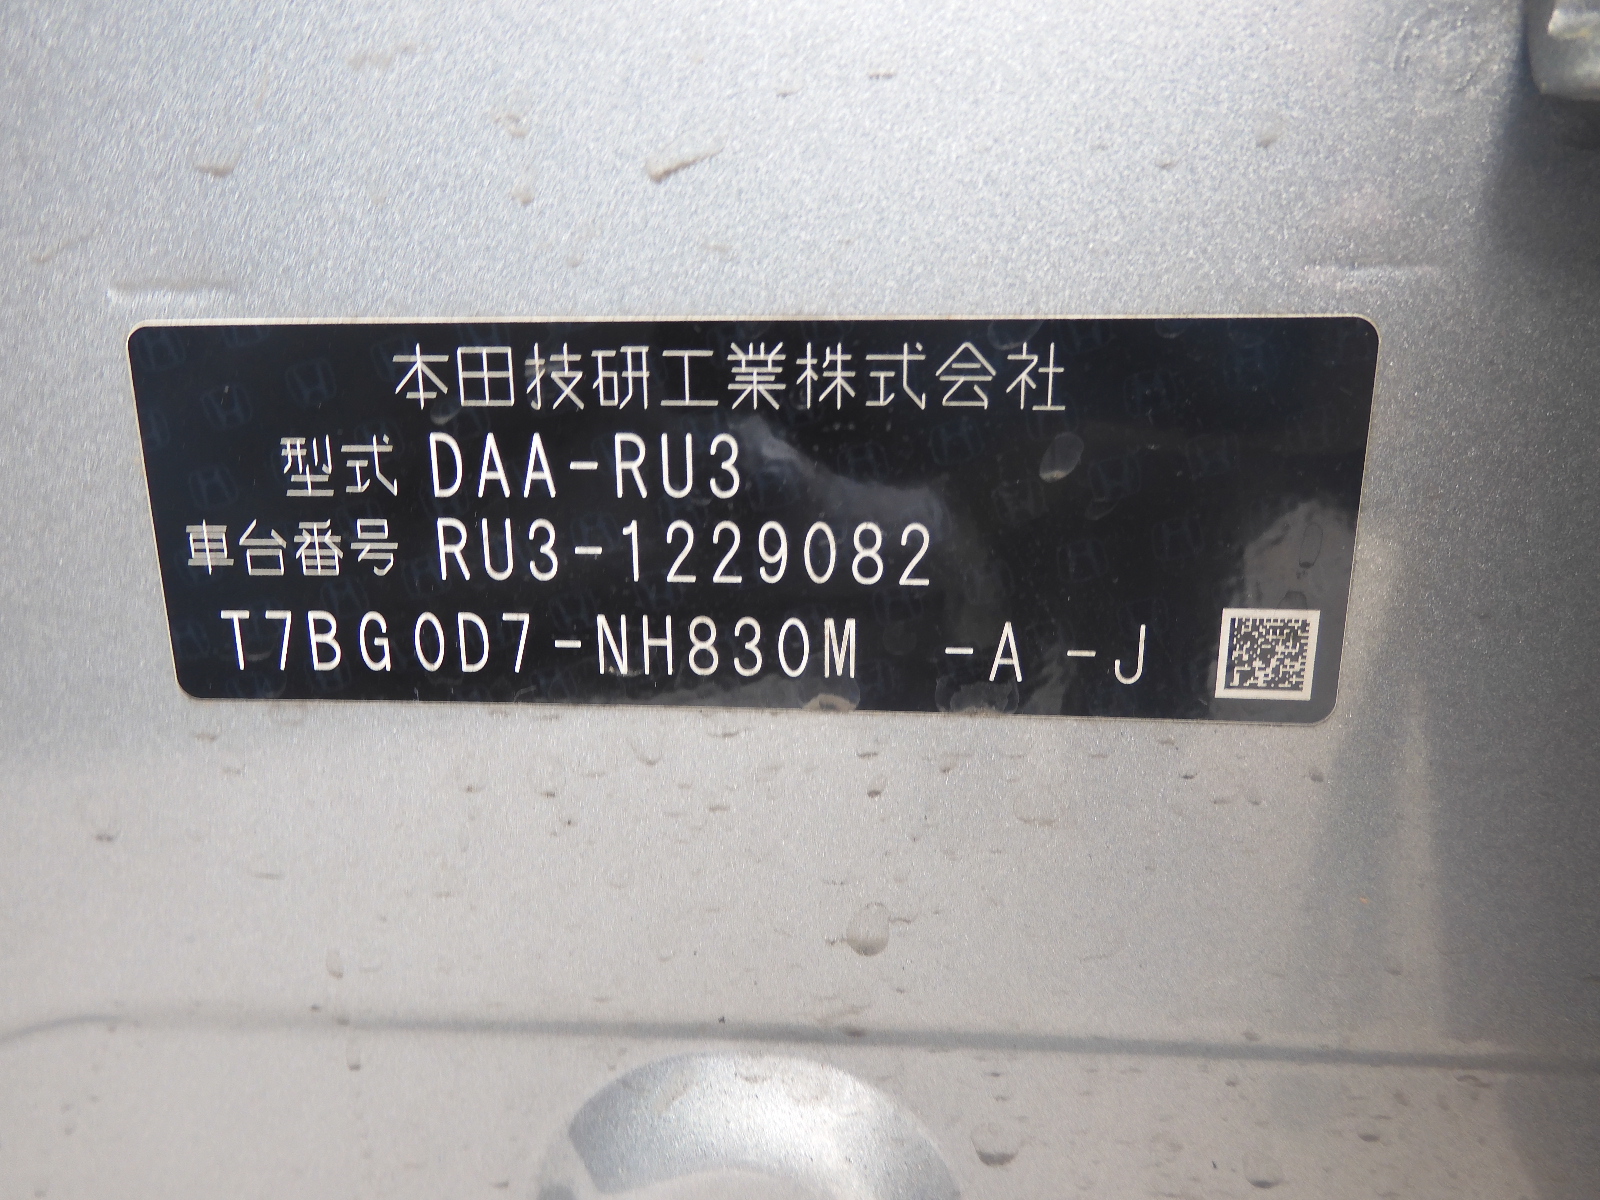 本田技研工業株式会社
型式 DAA-RU3
車台番号 RU3-1229082
T7BG0D7-NH830M -A -J